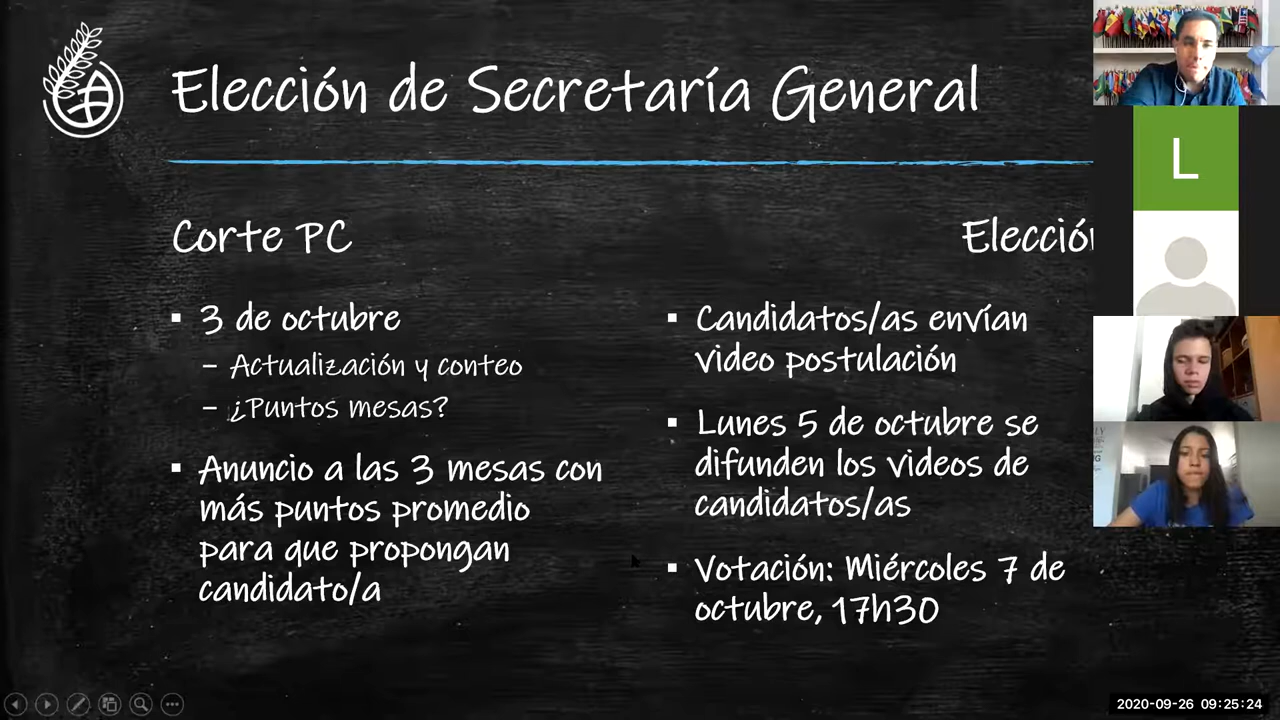 Elección de Secretaría General
Corte PC
▪ 3 de octubre
– Actualización y conteo
– ¿Puntos mesas?
▪ Anuncio a las 3 mesas con
más puntos promedio
para que propongan
candidato/a
Elección
▪ Candidatos/as envían
video postulación
▪ Lunes 5 de octubre se
difunden los videos de
candidatos/as
▪ Votación: Miércoles 7 de
octubre, 17h30
L
2020-09-26 09:25:24